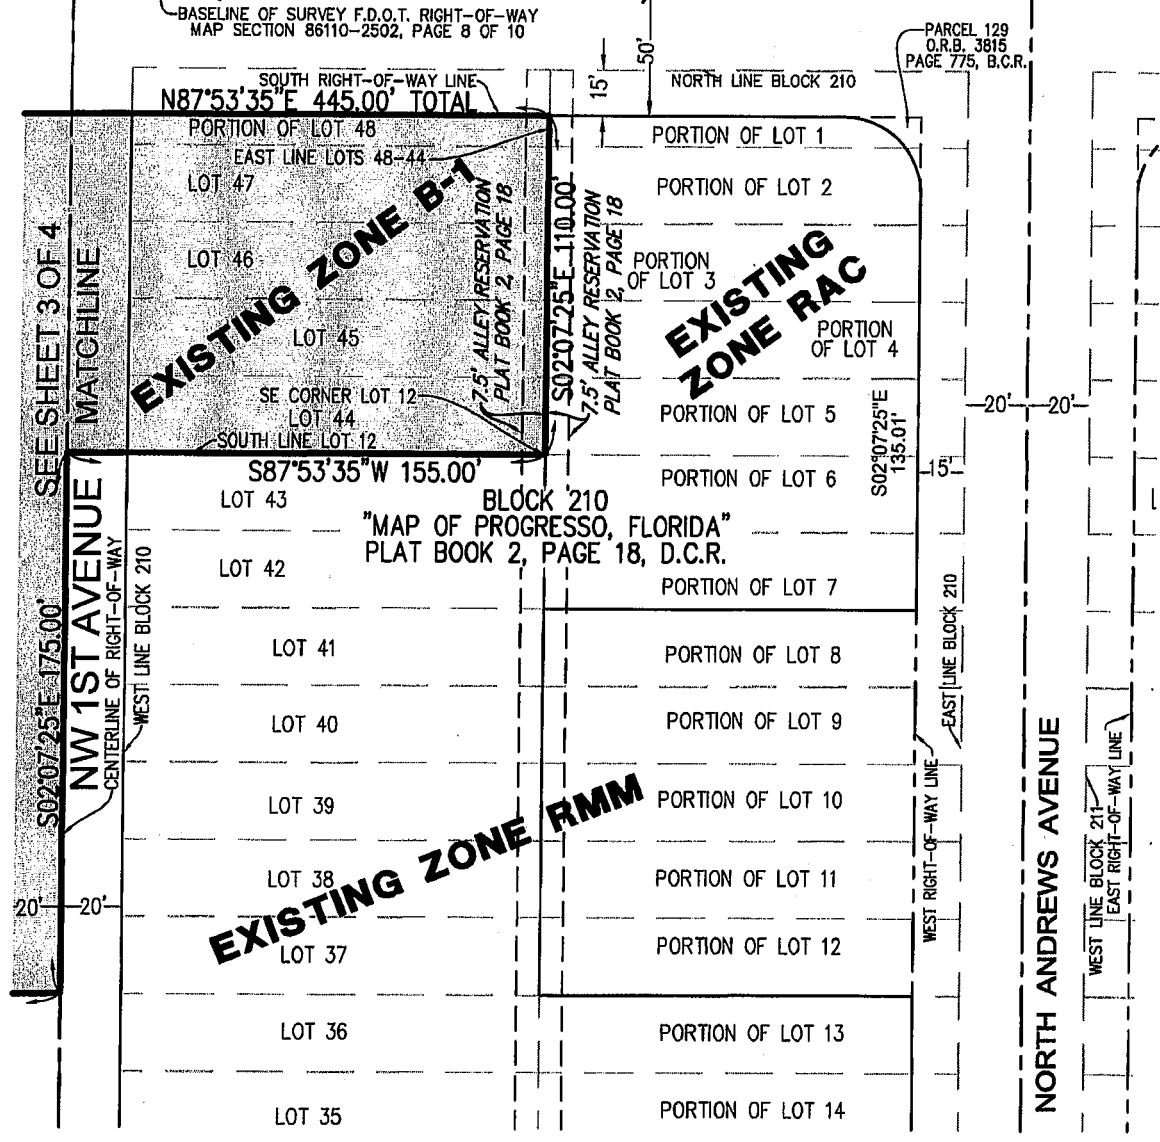 BASELINE OF SURVEY F.D.O.T. RIGHT-OF-WAY
MAP SECTION 86110-2502, PAGE 8 OF 10
PARCEL 129
O.R.B. 3815
PAGE 775, B.C.R.
50'
15'
SOUTH RIGHT-OF-WAY LINE
NORTH LINE BLOCK 210
N87°53'35"E 445.00' TOTAL
PORTION OF LOT 48
EAST LINE LOTS 48-44
LOT 47
LOT 46
LOT 45
SE CORNER LOT 12
LOT 44
SOUTH LINE LOT 12
S87°53'35"W 155.00'
EXISTING ZONE B-1
7.5' ALLEY RESERVATION
PLAT BOOK 2, PAGE 18
S02°07'25"E 110.00'
7.5' ALLEY RESERVATION
PLAT BOOK 2, PAGE 18
PORTION OF LOT 1
PORTION OF LOT 2
PORTION
OF LOT 3
EXISTING
ZONE RAC
PORTION
OF LOT 4
PORTION OF LOT 5
PORTION OF LOT 6
S02°07'25"E
135.01'
20'
20'
15'
SEE SHEET 3 OF 4
MATCHLINE
LOT 43
BLOCK 210
"MAP OF PROGRESSO, FLORIDA"
PLAT BOOK 2, PAGE 18, D.C.R.
LOT 42
PORTION OF LOT 7
S02°07'25"E 175.00'
NW 1ST AVENUE
CENTERLINE OF RIGHT-OF-WAY
WEST LINE BLOCK 210
LOT 41
PORTION OF LOT 8
LOT 40
PORTION OF LOT 9
LOT 39
PORTION OF LOT 10
LOT 38
PORTION OF LOT 11
EXISTING ZONE RMM
20'
20'
LOT 37
PORTION OF LOT 12
LOT 36
PORTION OF LOT 13
LOT 35
PORTION OF LOT 14
WEST RIGHT-OF-WAY LINE
EAST LINE BLOCK 210
NORTH ANDREWS AVENUE
WEST LINE BLOCK 211
EAST RIGHT-OF-WAY LINE